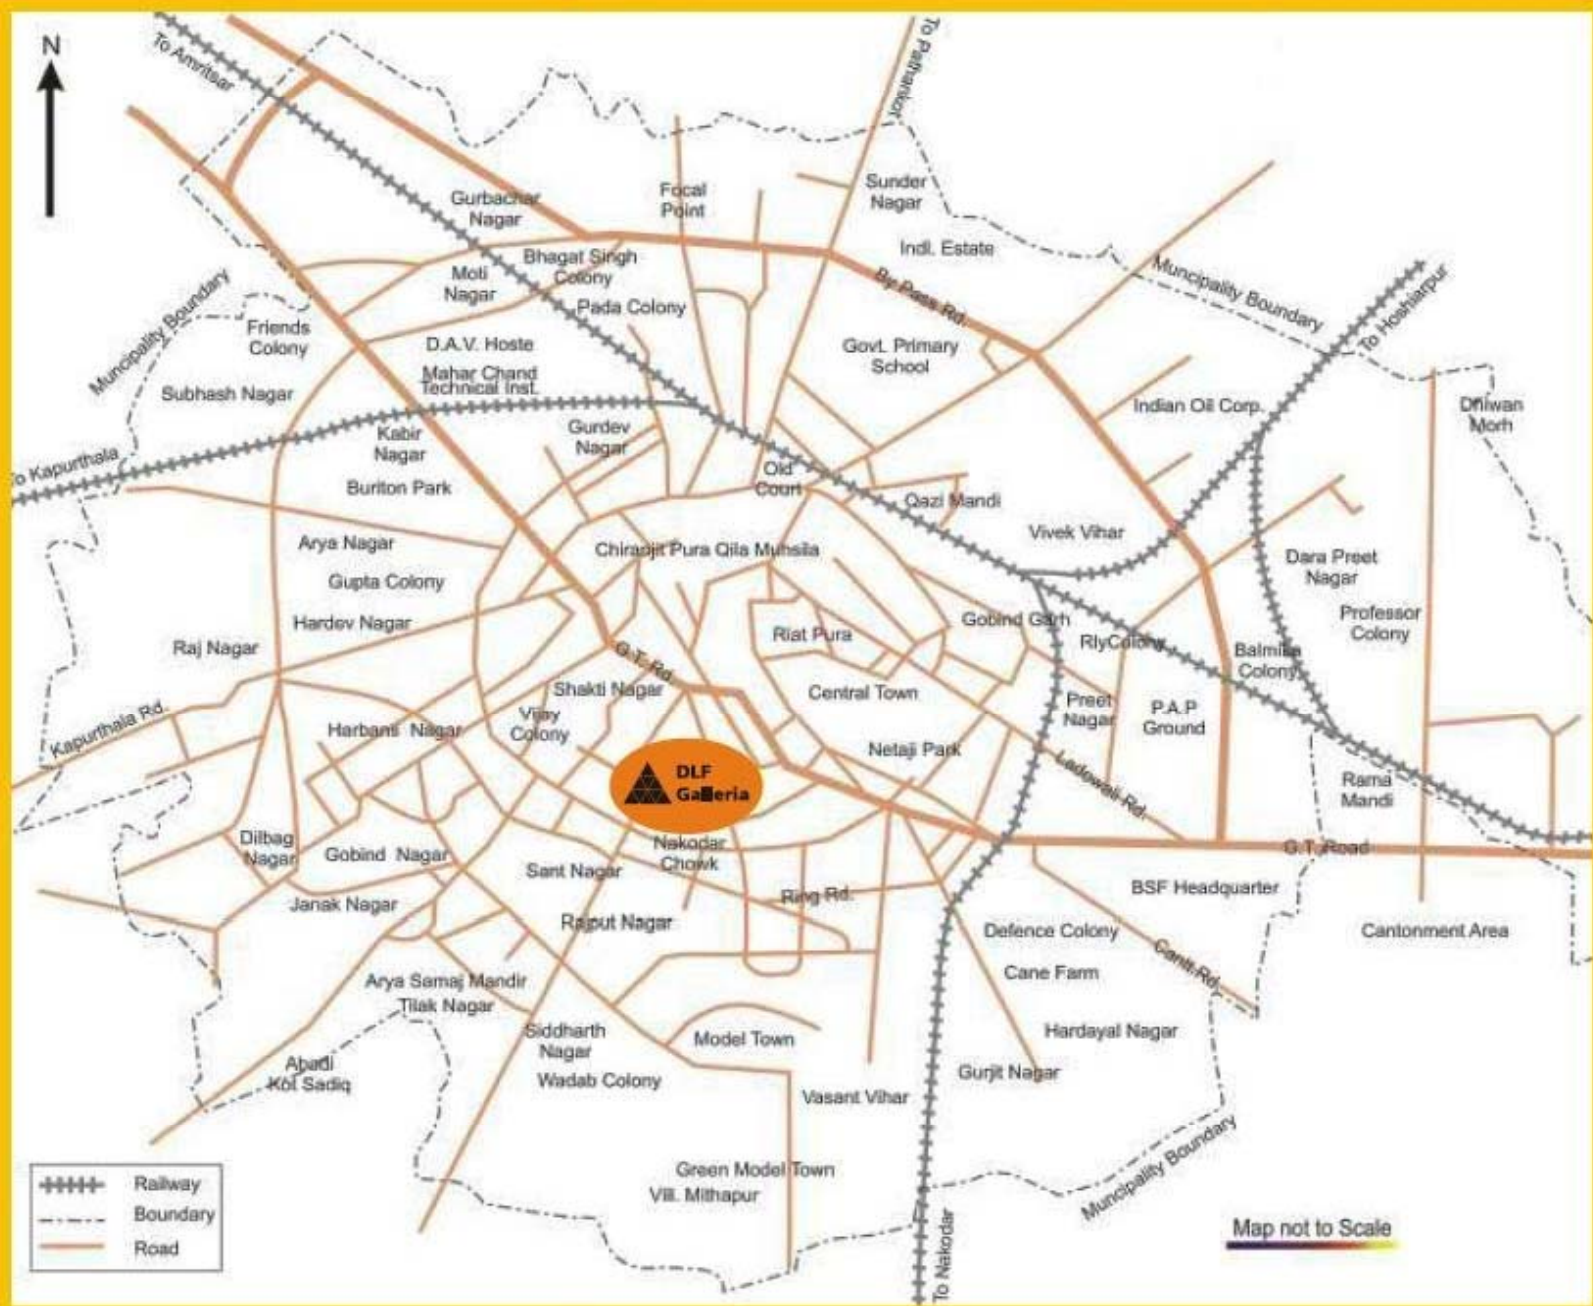 N
To Amritsar
To Pathankot
Gurbachar
Nagar
Focal
Point
Sunder
Nagar
Indl. Estate
Bhagat Singh
Colony
Moti
Nagar
Pada Colony
By Pass Rd.
Muncipality Boundary
To Hoshiarpur
Muncipality Boundary
Friends
Colony
D.A.V. Hoste
Mahar Chand
Technical Inst.
Govt. Primary
School
Subhash Nagar
Indian Oil Corp.
Dhiwan
Morh
Kabir
Nagar
Gurdev
Nagar
To Kapurthala
Buriton Park
Old
Court
Qazi Mandi
Vivek Vihar
Arya Nagar
Chiranjit Pura Qila Muhsila
Dara Preet
Nagar
Gupta Colony
Professor
Colony
Hardev Nagar
Riat Pura
Gobind Garh
RlyColony
Raj Nagar
G.T. Rd.
Balmika
Colony
Shakti Nagar
Central Town
Preet
Nagar
P.A.P
Ground
Kapurthala Rd.
Harbans Nagar
Vijay
Colony
Netaji Park
Ladowali Rd.
DLF
Galleria
Rama
Mandi
Dilbag
Nagar
Gobind Nagar
Nakodar
Chowk
G.T. Road
Sant Nagar
Janak Nagar
Ring Rd.
BSF Headquarter
Rajput Nagar
Defence Colony
Cantt Rd.
Cantonment Area
Arya Samaj Mandir
Tilak Nagar
Cane Farm
Siddharth
Nagar
Model Town
Hardayal Nagar
Abadi
Kot Sadiq
Wadab Colony
Gurjit Nagar
Vasant Vihar
Green Model Town
Vill. Mithapur
Muncipality Boundary
To Nakodar
Railway
Boundary
Road
Map not to Scale